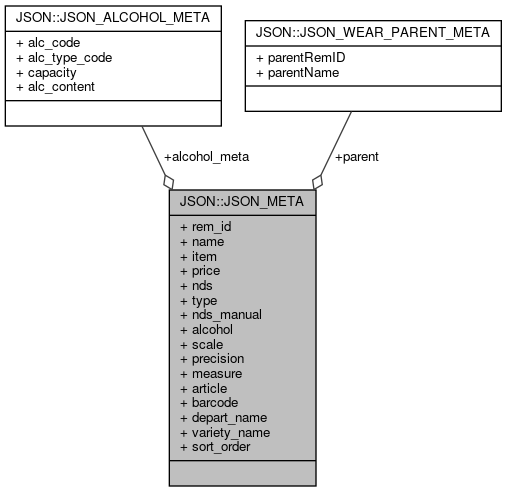 JSON::JSON_ALCOHOL_META
+ alc_code
+ alc_type_code
+ capacity
+ alc_content
JSON::JSON_WEAR_PARENT_META
+ parentRemID
+ parentName
+alcohol_meta
+parent
JSON::JSON_META
+ rem_id
+ name
+ item
+ price
+ nds
+ type
+ nds_manual
+ alcohol
+ scale
+ precision
+ measure
+ article
+ barcode
+ depart_name
+ variety_name
+ sort_order